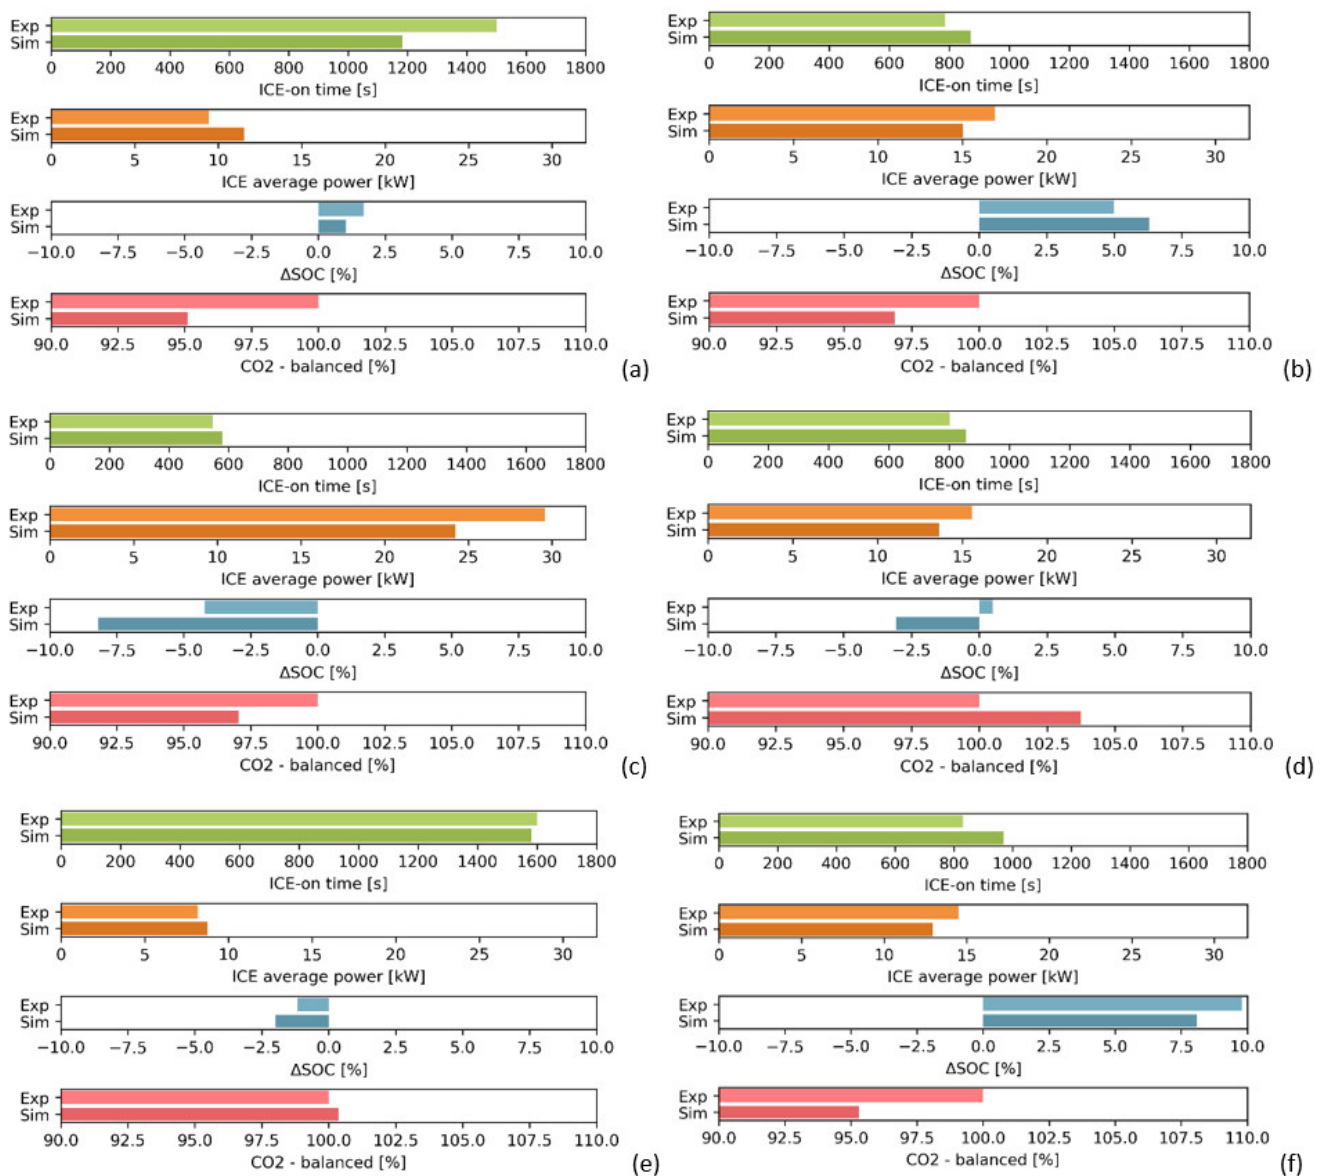 Exp
Sim
0 200 400 600 800 1000 1200 1400 1600 1800
ICE-on time [s]
Exp
Sim
0 5 10 15 20 25 30
ICE average power [kW]
Exp
Sim
−10.0 −7.5 −5.0 −2.5 0.0 2.5 5.0 7.5 10.0
ΔSOC [%]
Exp
Sim
90.0 92.5 95.0 97.5 100.0 102.5 105.0 107.5 110.0
CO2 - balanced [%]
(a)
Exp
Sim
0 200 400 600 800 1000 1200 1400 1600 1800
ICE-on time [s]
Exp
Sim
0 5 10 15 20 25 30
ICE average power [kW]
Exp
Sim
−10.0 −7.5 −5.0 −2.5 0.0 2.5 5.0 7.5 10.0
ΔSOC [%]
Exp
Sim
90.0 92.5 95.0 97.5 100.0 102.5 105.0 107.5 110.0
CO2 - balanced [%]
(b)
Exp
Sim
0 200 400 600 800 1000 1200 1400 1600 1800
ICE-on time [s]
Exp
Sim
0 5 10 15 20 25 30
ICE average power [kW]
Exp
Sim
−10.0 −7.5 −5.0 −2.5 0.0 2.5 5.0 7.5 10.0
ΔSOC [%]
Exp
Sim
90.0 92.5 95.0 97.5 100.0 102.5 105.0 107.5 110.0
CO2 - balanced [%]
(c)
Exp
Sim
0 200 400 600 800 1000 1200 1400 1600 1800
ICE-on time [s]
Exp
Sim
0 5 10 15 20 25 30
ICE average power [kW]
Exp
Sim
−10.0 −7.5 −5.0 −2.5 0.0 2.5 5.0 7.5 10.0
ΔSOC [%]
Exp
Sim
90.0 92.5 95.0 97.5 100.0 102.5 105.0 107.5 110.0
CO2 - balanced [%]
(d)
Exp
Sim
0 200 400 600 800 1000 1200 1400 1600 1800
ICE-on time [s]
Exp
Sim
0 5 10 15 20 25 30
ICE average power [kW]
Exp
Sim
−10.0 −7.5 −5.0 −2.5 0.0 2.5 5.0 7.5 10.0
ΔSOC [%]
Exp
Sim
90.0 92.5 95.0 97.5 100.0 102.5 105.0 107.5 110.0
CO2 - balanced [%]
(e)
Exp
Sim
0 200 400 600 800 1000 1200 1400 1600 1800
ICE-on time [s]
Exp
Sim
0 5 10 15 20 25 30
ICE average power [kW]
Exp
Sim
−10.0 −7.5 −5.0 −2.5 0.0 2.5 5.0 7.5 10.0
ΔSOC [%]
Exp
Sim
90.0 92.5 95.0 97.5 100.0 102.5 105.0 107.5 110.0
CO2 - balanced [%]
(f)